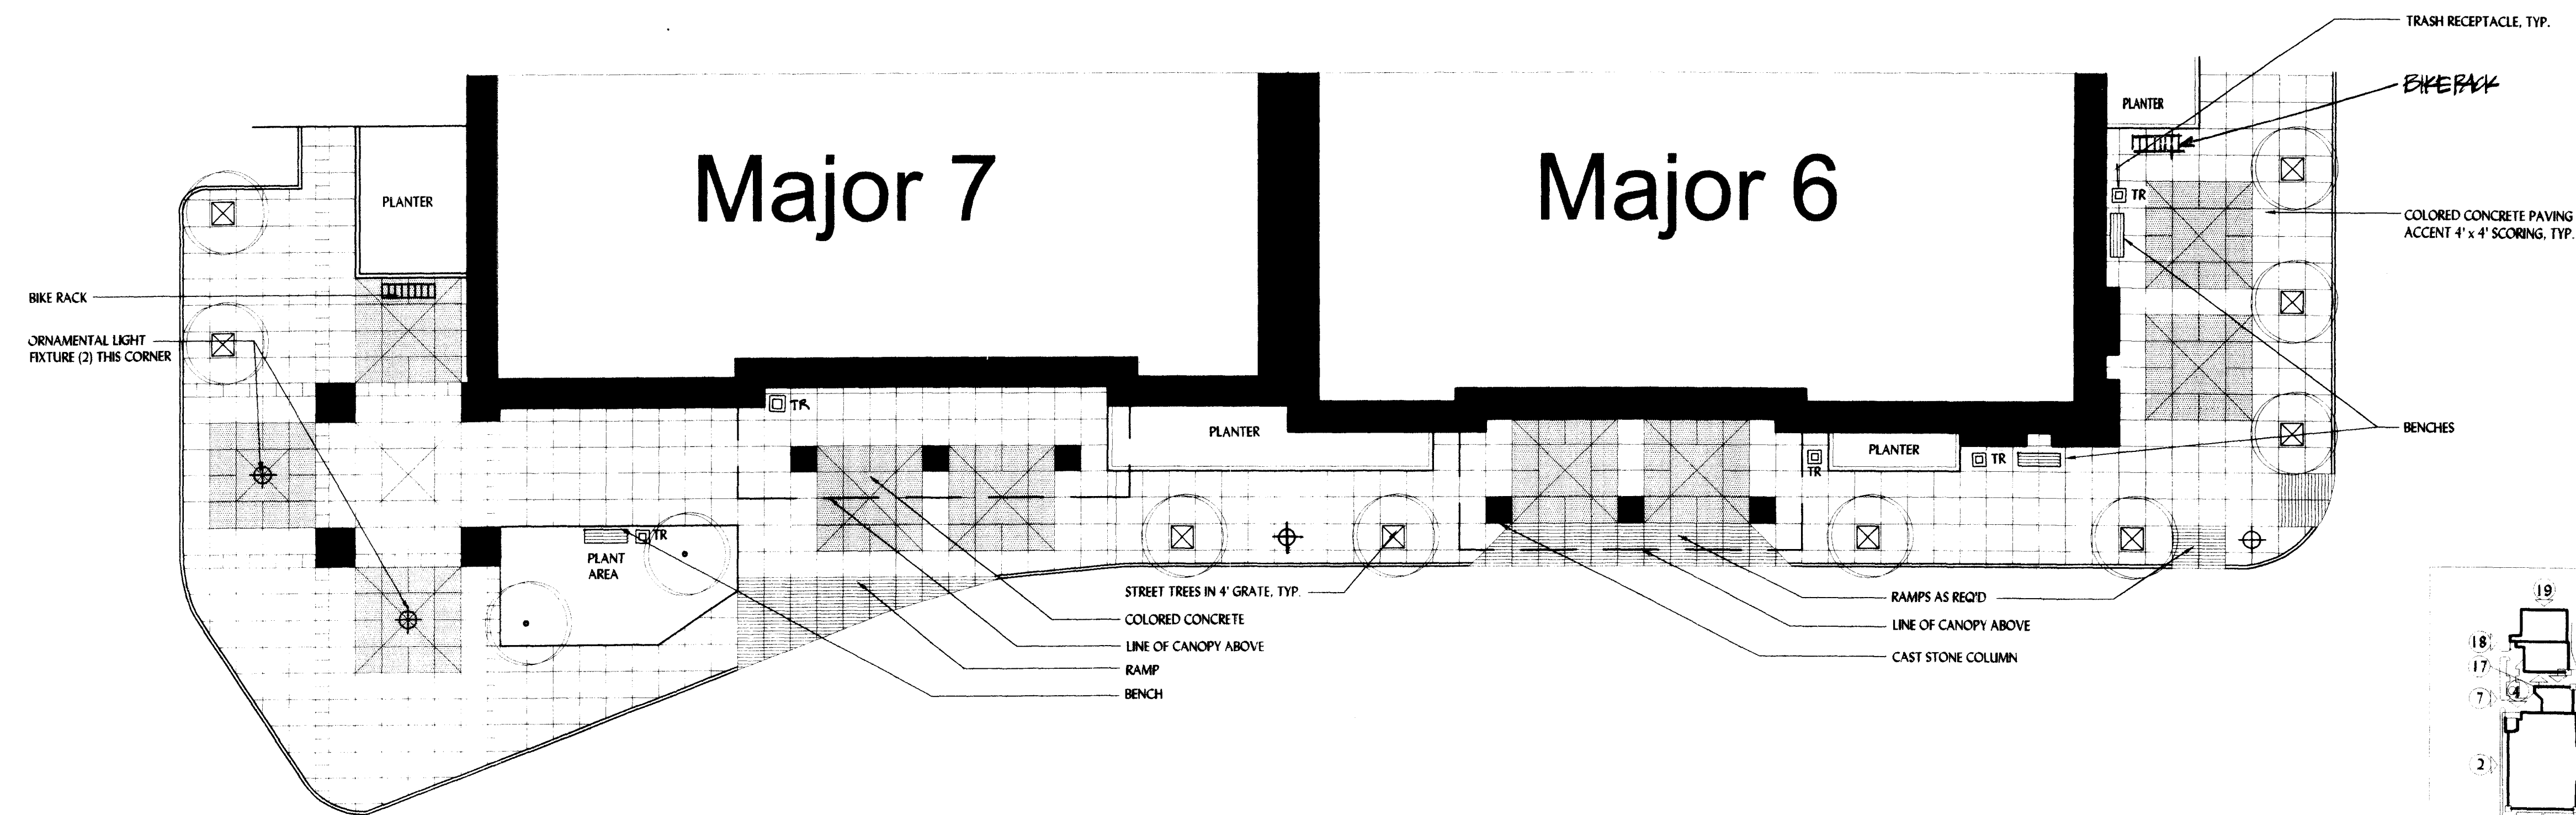 TRASH RECEPTACLE, TYP.
BIKE RACK
PLANTER
Major 7
Major 6
PLANTER
TR
COLORED CONCRETE PAVING
ACCENT 4' x 4' SCORING, TYP.
BIKE RACK
ORNAMENTAL LIGHT
FIXTURE (2) THIS CORNER
TR
PLANTER
PLANTER
BENCHES
TR
TR
TR
PLANT
AREA
STREET TREES IN 4' GRATE, TYP.
COLORED CONCRETE
LINE OF CANOPY ABOVE
RAMP
BENCH
RAMPS AS REQ'D
LINE OF CANOPY ABOVE
CAST STONE COLUMN
19
18
17
4
7
2